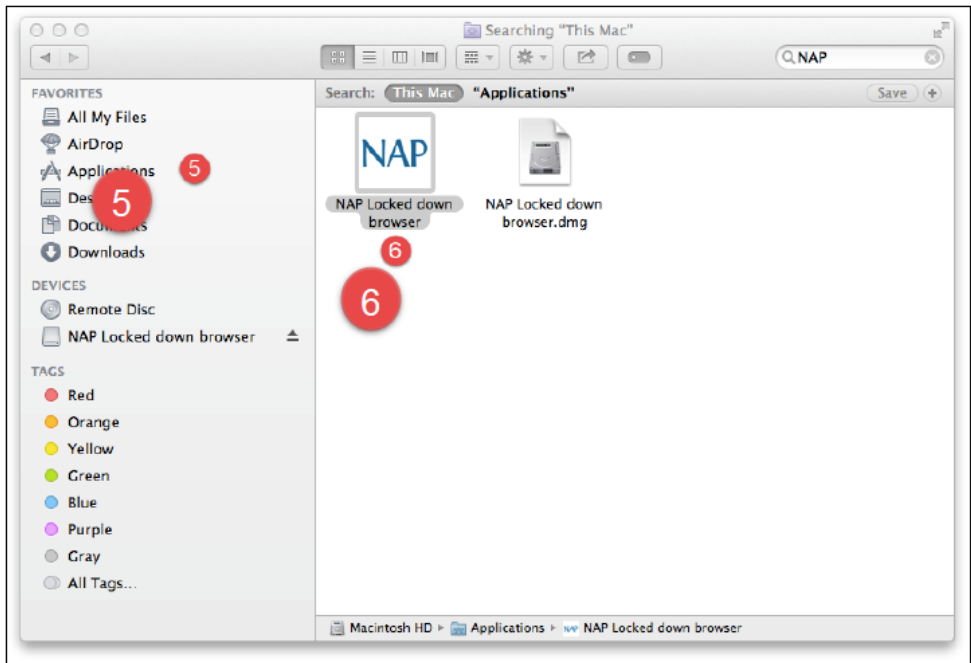 Searching "This Mac"
NAP
FAVORITES
All My Files
AirDrop
Applications
5
Des
5
Documents
Downloads
DEVICES
Remote Disc
NAP Locked down browser
TAGS
Red
Orange
Yellow
Green
Blue
Purple
Gray
All Tags...
Search: This Mac "Applications" Save +
NAP
NAP Locked down
browser
NAP Locked down
browser.dmg
6
6
Macintosh HD ▸ Applications ▸ NAP Locked down browser